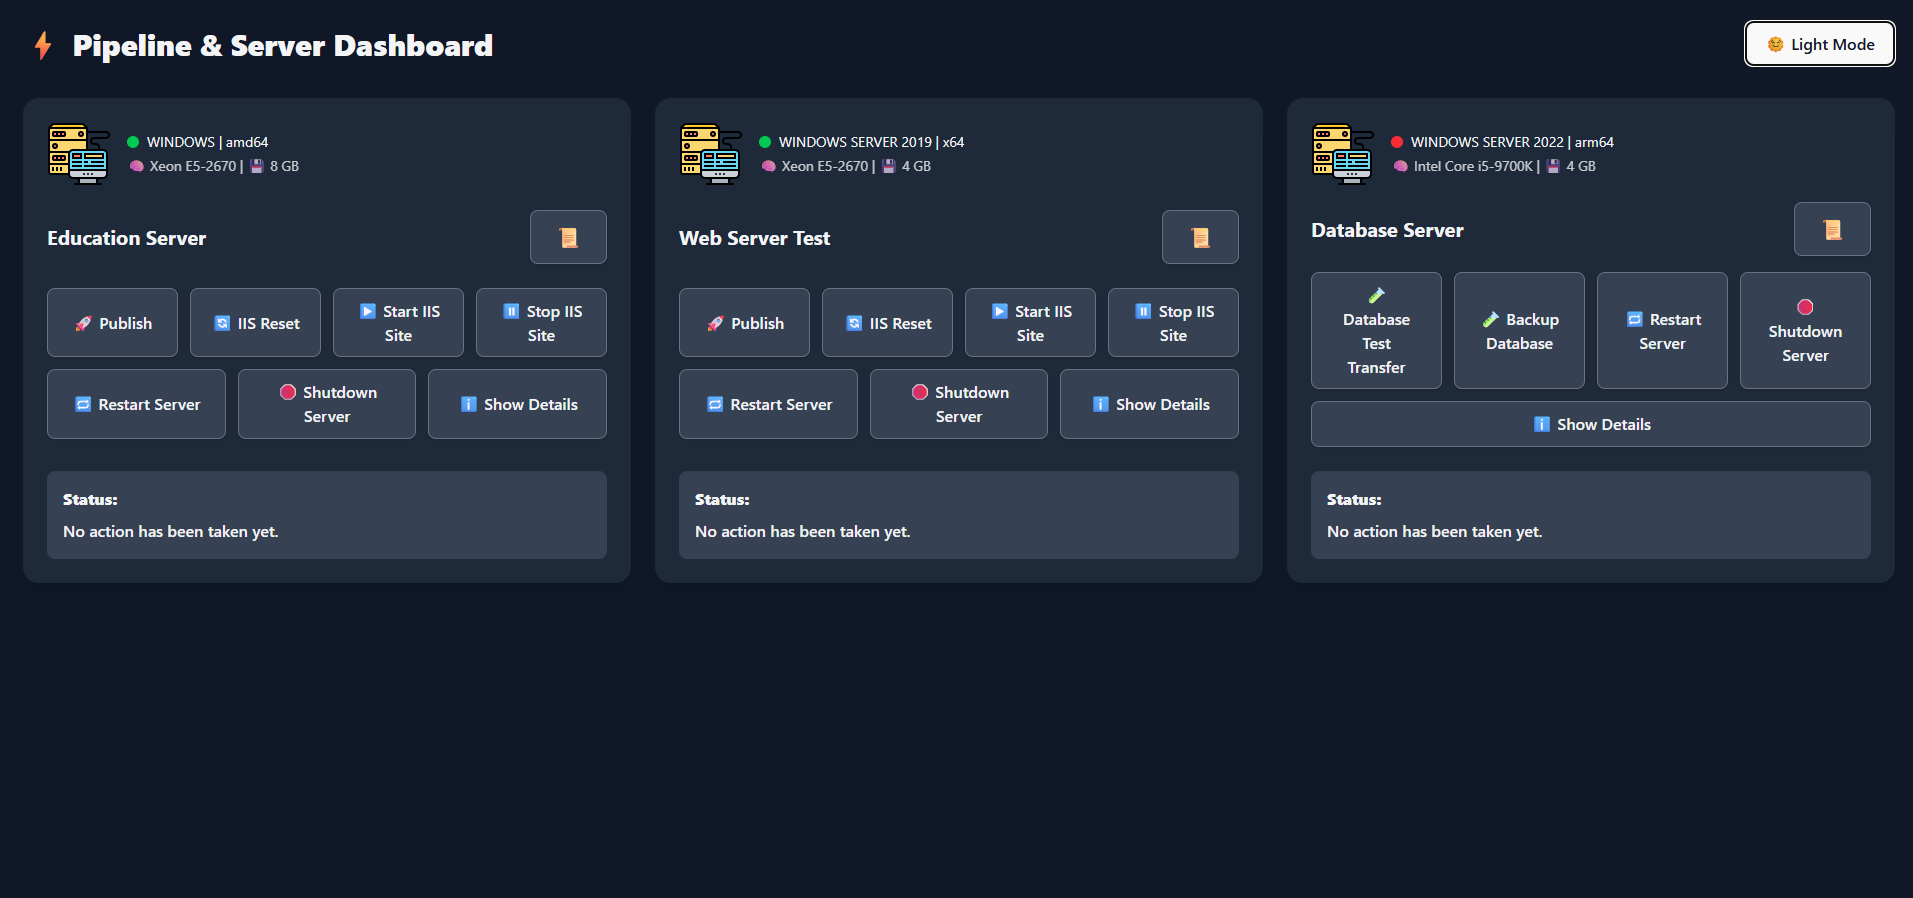 Pipeline & Server Dashboard
Light Mode
WINDOWS | amd64
Xeon E5-2670 | 8 GB
Education Server
Publish
IIS Reset
Start IIS
Site
Stop IIS
Site
Restart Server
Shutdown
Server
Show Details
Status:
No action has been taken yet.
WINDOWS SERVER 2019 | x64
Xeon E5-2670 | 4 GB
Web Server Test
Publish
IIS Reset
Start IIS
Site
Stop IIS
Site
Restart Server
Shutdown
Server
Show Details
Status:
No action has been taken yet.
WINDOWS SERVER 2022 | arm64
Intel Core i5-9700K | 4 GB
Database Server
Database
Test
Transfer
Backup
Database
Restart
Server
Shutdown
Server
Show Details
Status:
No action has been taken yet.